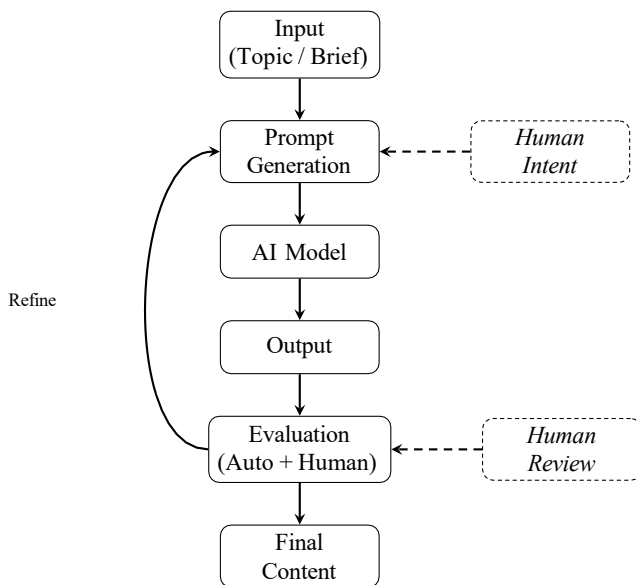 Input
(Topic / Brief)
Prompt
Generation
Human
Intent
AI Model
Refine
Output
Evaluation
(Auto + Human)
Human
Review
Final
Content